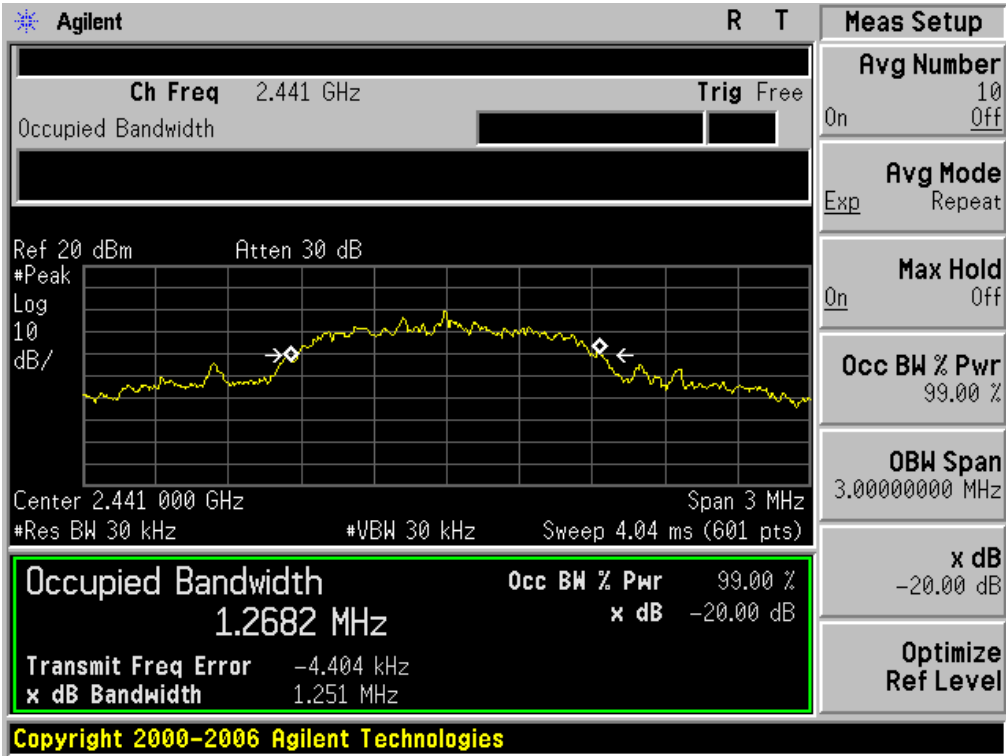 Agilent R T
Ch Freq 2.441 GHz Trig Free
Occupied Bandwidth
Ref 20 dBm Atten 30 dB
#Peak
Log
10
dB/
Center 2.441 000 GHz Span 3 MHz
#Res BW 30 kHz #VBW 30 kHz Sweep 4.04 ms (601 pts)
Occupied Bandwidth
1.2682 MHz
Occ BW % Pwr 99.00 %
x dB -20.00 dB
Transmit Freq Error -4.404 kHz
x dB Bandwidth 1.251 MHz
Copyright 2000-2006 Agilent Technologies
Meas Setup
Avg Number
10
On Off
Avg Mode
Exp Repeat
Max Hold
On Off
Occ BW % Pwr
99.00 %
OBW Span
3.00000000 MHz
x dB
-20.00 dB
Optimize
Ref Level